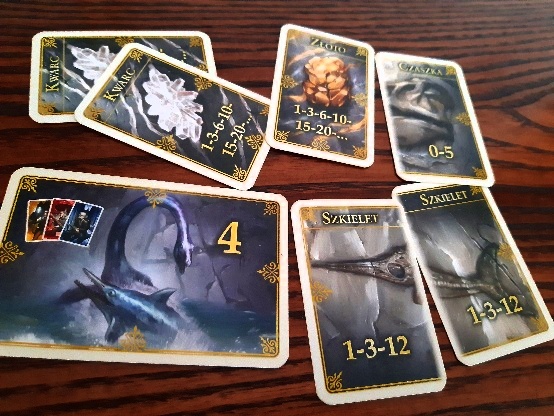 KWARC
KWARC
1-3-6-10-
15-20-...
ZŁOTO
1-3-6-10-
15-20-...
CZASZKA
0-5
4
SZKIELET
1-3-12
SZKIELET
1-3-12